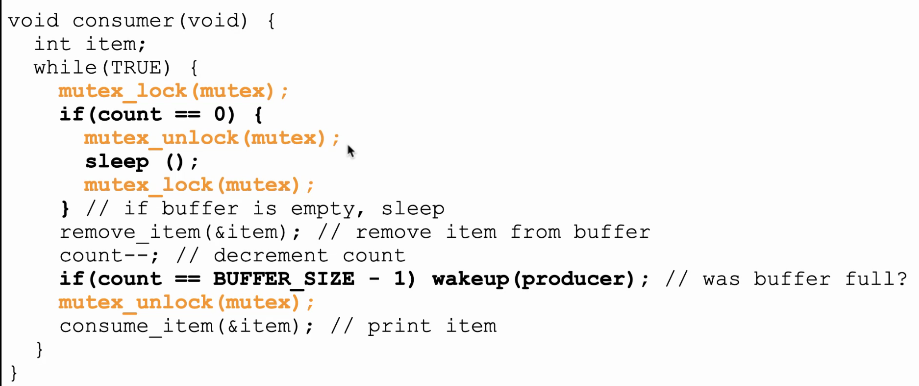 void consumer(void) {
int item;
while(TRUE) {
mutex_lock(mutex);
if(count == 0) {
mutex_unlock(mutex);
sleep ();
mutex_lock(mutex);
} // if buffer is empty, sleep
remove_item(&item); // remove item from buffer
count--; // decrement count
if(count == BUFFER_SIZE - 1) wakeup(producer); // was buffer full?
mutex_unlock(mutex);
consume_item(&item); // print item
}
}